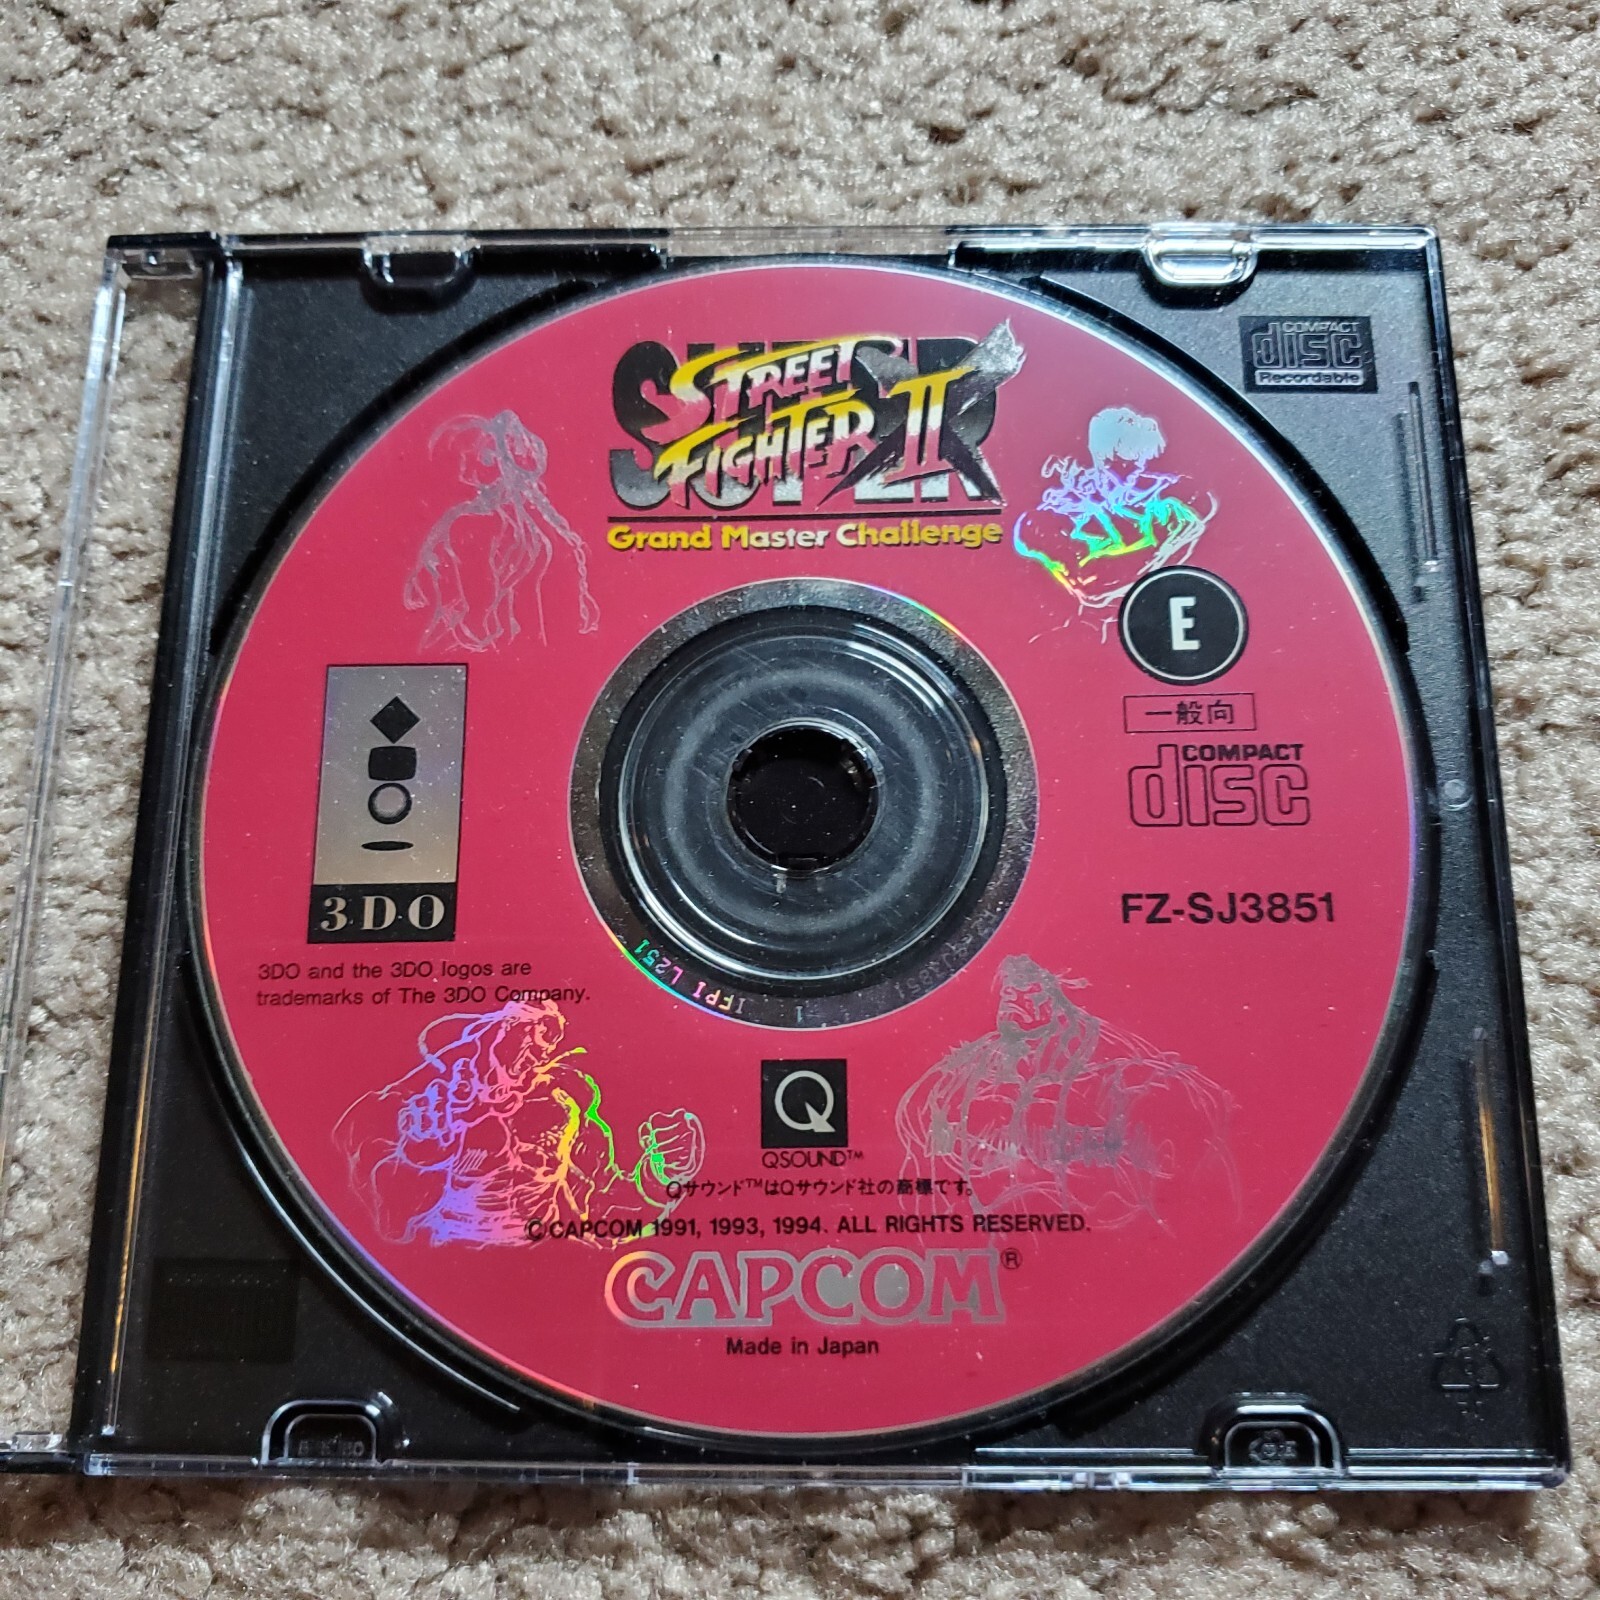 SUPER
STREET
FIGHTER II X
Grand Master Challenge
COMPACT
disc
Recordable
E
一般向
COMPACT
disc
FZ-SJ3851
3·D·O
3DO and the 3DO logos are
trademarks of The 3DO Company.
IFPI L251
1
Q
QSOUND™
Qサウンド™はQサウンド社の商標です。
©CAPCOM 1991, 1993, 1994. ALL RIGHTS RESERVED.
CAPCOM®
Made in Japan